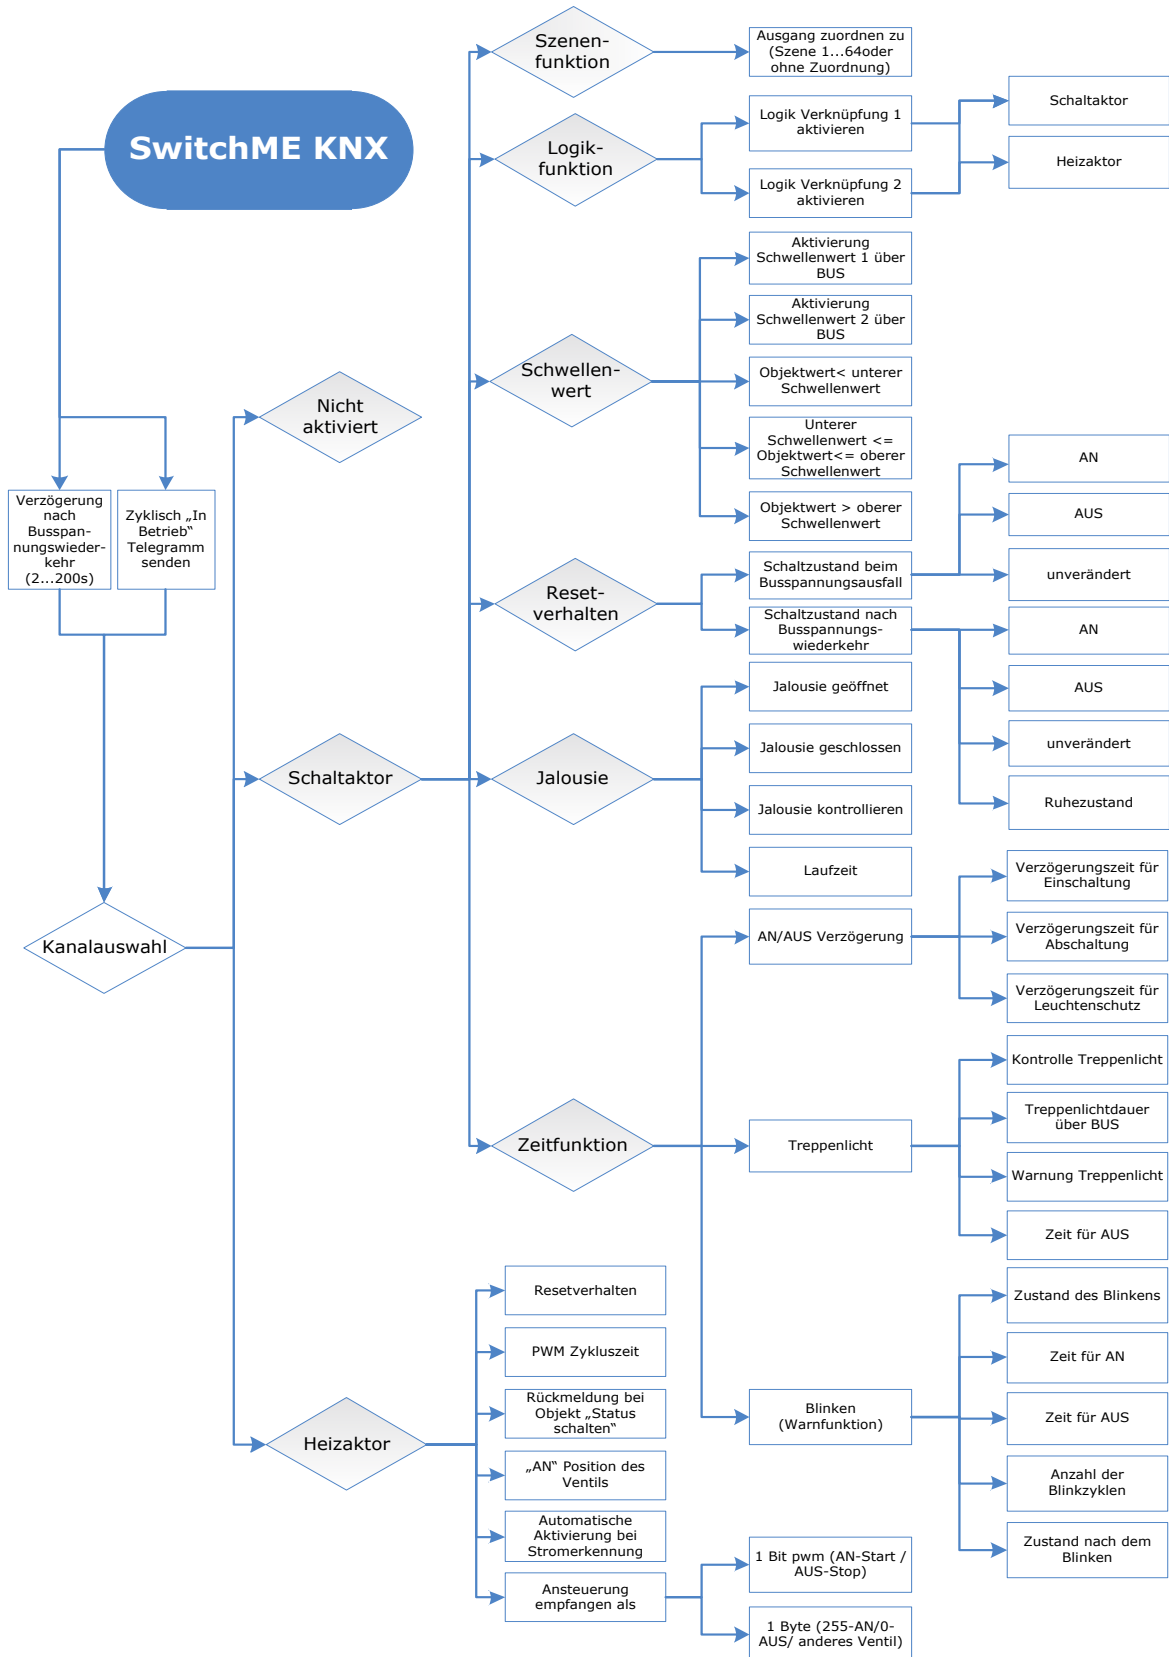 SwitchME KNX
Verzögerung
nach
Busspan-
nungswieder-
kehr
(2...200s)
Zyklisch „In
Betrieb“
Telegramm
senden
Kanalauswahl
Nicht
aktiviert
Schaltaktor
Heizaktor
Szenen-
funktion
Ausgang zuordnen zu
(Szene 1...64oder
ohne Zuordnung)
Logik-
funktion
Logik Verknüpfung 1
aktivieren
Logik Verknüpfung 2
aktivieren
Schaltaktor
Heizaktor
Schwellen-
wert
Aktivierung
Schwellenwert 1 über
BUS
Aktivierung
Schwellenwert 2 über
BUS
Objektwert< unterer
Schwellenwert
Unterer
Schwellenwert <=
Objektwert<= oberer
Schwellenwert
Objektwert > oberer
Schwellenwert
Reset-
verhalten
Schaltzustand beim
Busspannungsausfall
AN
AUS
unverändert
Schaltzustand nach
Busspannungs-
wiederkehr
AN
AUS
unverändert
Ruhezustand
Jalousie
Jalousie geöffnet
Jalousie geschlossen
Jalousie kontrollieren
Laufzeit
Zeitfunktion
AN/AUS Verzögerung
Verzögerungszeit für
Einschaltung
Verzögerungszeit für
Abschaltung
Verzögerungszeit für
Leuchtenschutz
Treppenlicht
Kontrolle Treppenlicht
Treppenlichtdauer
über BUS
Warnung Treppenlicht
Zeit für AUS
Blinken
(Warnfunktion)
Zustand des Blinkens
Zeit für AN
Zeit für AUS
Anzahl der
Blinkzyklen
Zustand nach dem
Blinken
Resetverhalten
PWM Zykluszeit
Rückmeldung bei
Objekt „Status
schalten“
„AN“ Position des
Ventils
Automatische
Aktivierung bei
Stromerkennung
Ansteuerung
empfangen als
1 Bit pwm (AN-Start /
AUS-Stop)
1 Byte (255-AN/0-
AUS/ anderes Ventil)